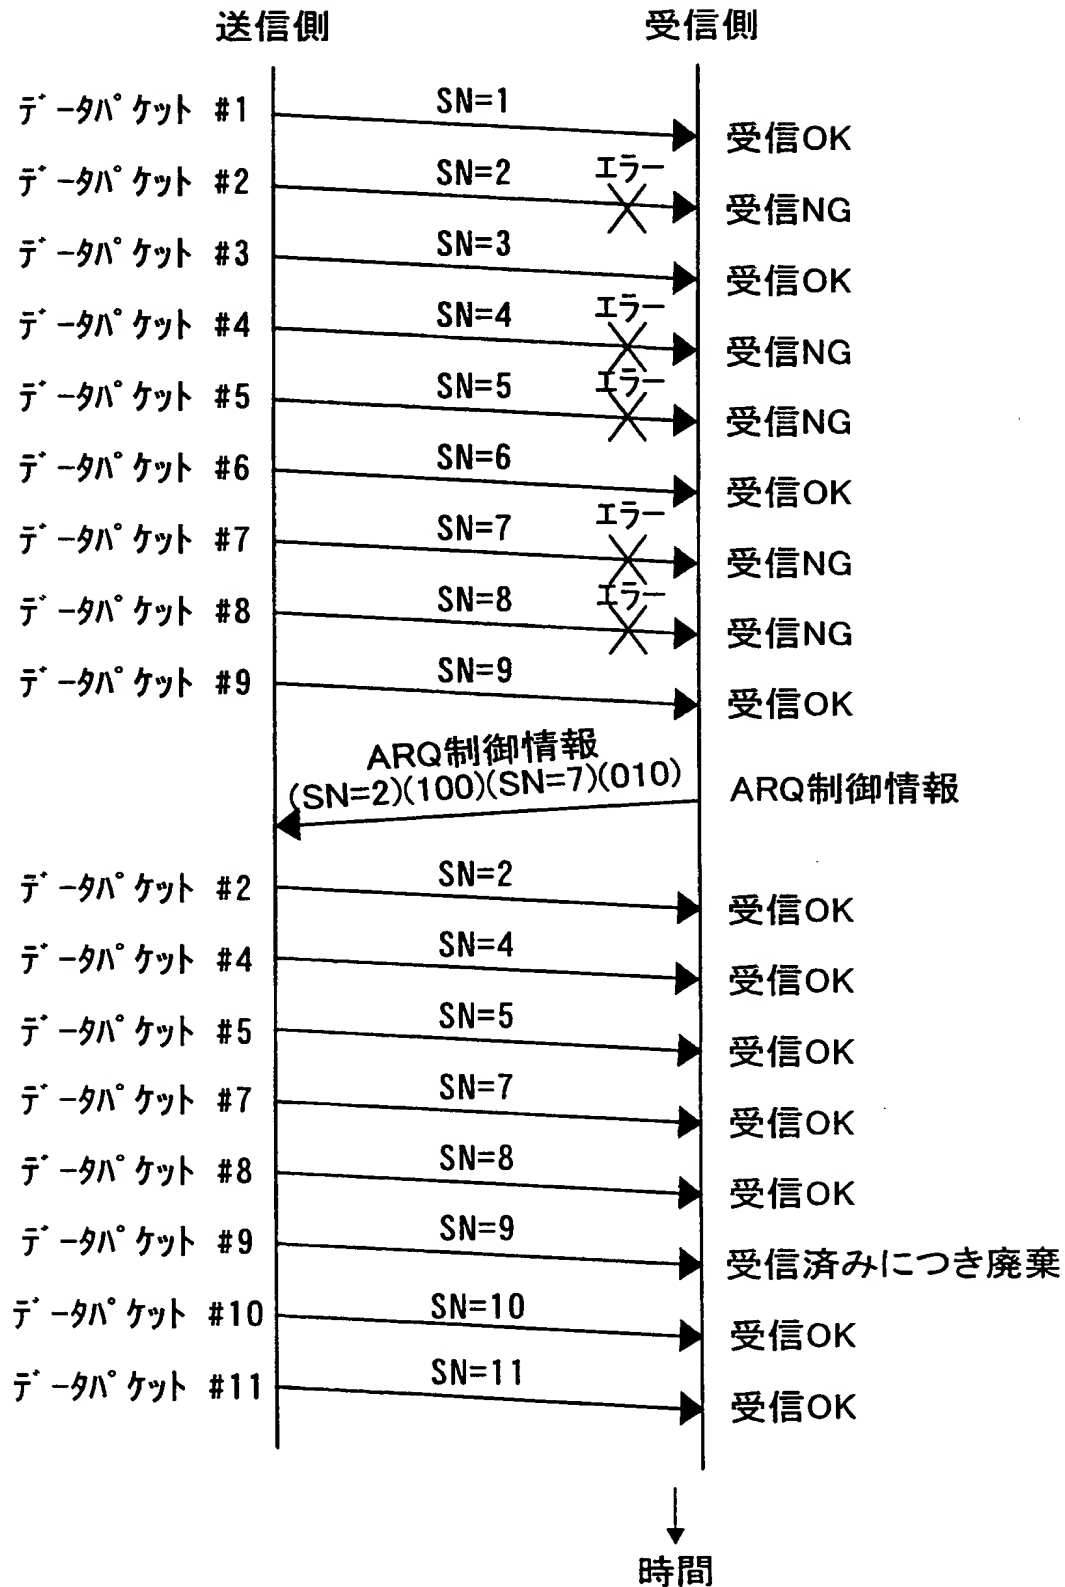 送信側 受信側
データパケット #1 SN=1 受信OK
データパケット #2 SN=2 エラー 受信NG
データパケット #3 SN=3 受信OK
データパケット #4 SN=4 エラー 受信NG
データパケット #5 SN=5 エラー 受信NG
データパケット #6 SN=6 受信OK
データパケット #7 SN=7 エラー 受信NG
データパケット #8 SN=8 エラー 受信NG
データパケット #9 SN=9 受信OK
ARQ制御情報
(SN=2)(100)(SN=7)(010) ARQ制御情報
データパケット #2 SN=2 受信OK
データパケット #4 SN=4 受信OK
データパケット #5 SN=5 受信OK
データパケット #7 SN=7 受信OK
データパケット #8 SN=8 受信OK
データパケット #9 SN=9 受信済みにつき廃棄
データパケット #10 SN=10 受信OK
データパケット #11 SN=11 受信OK
時間